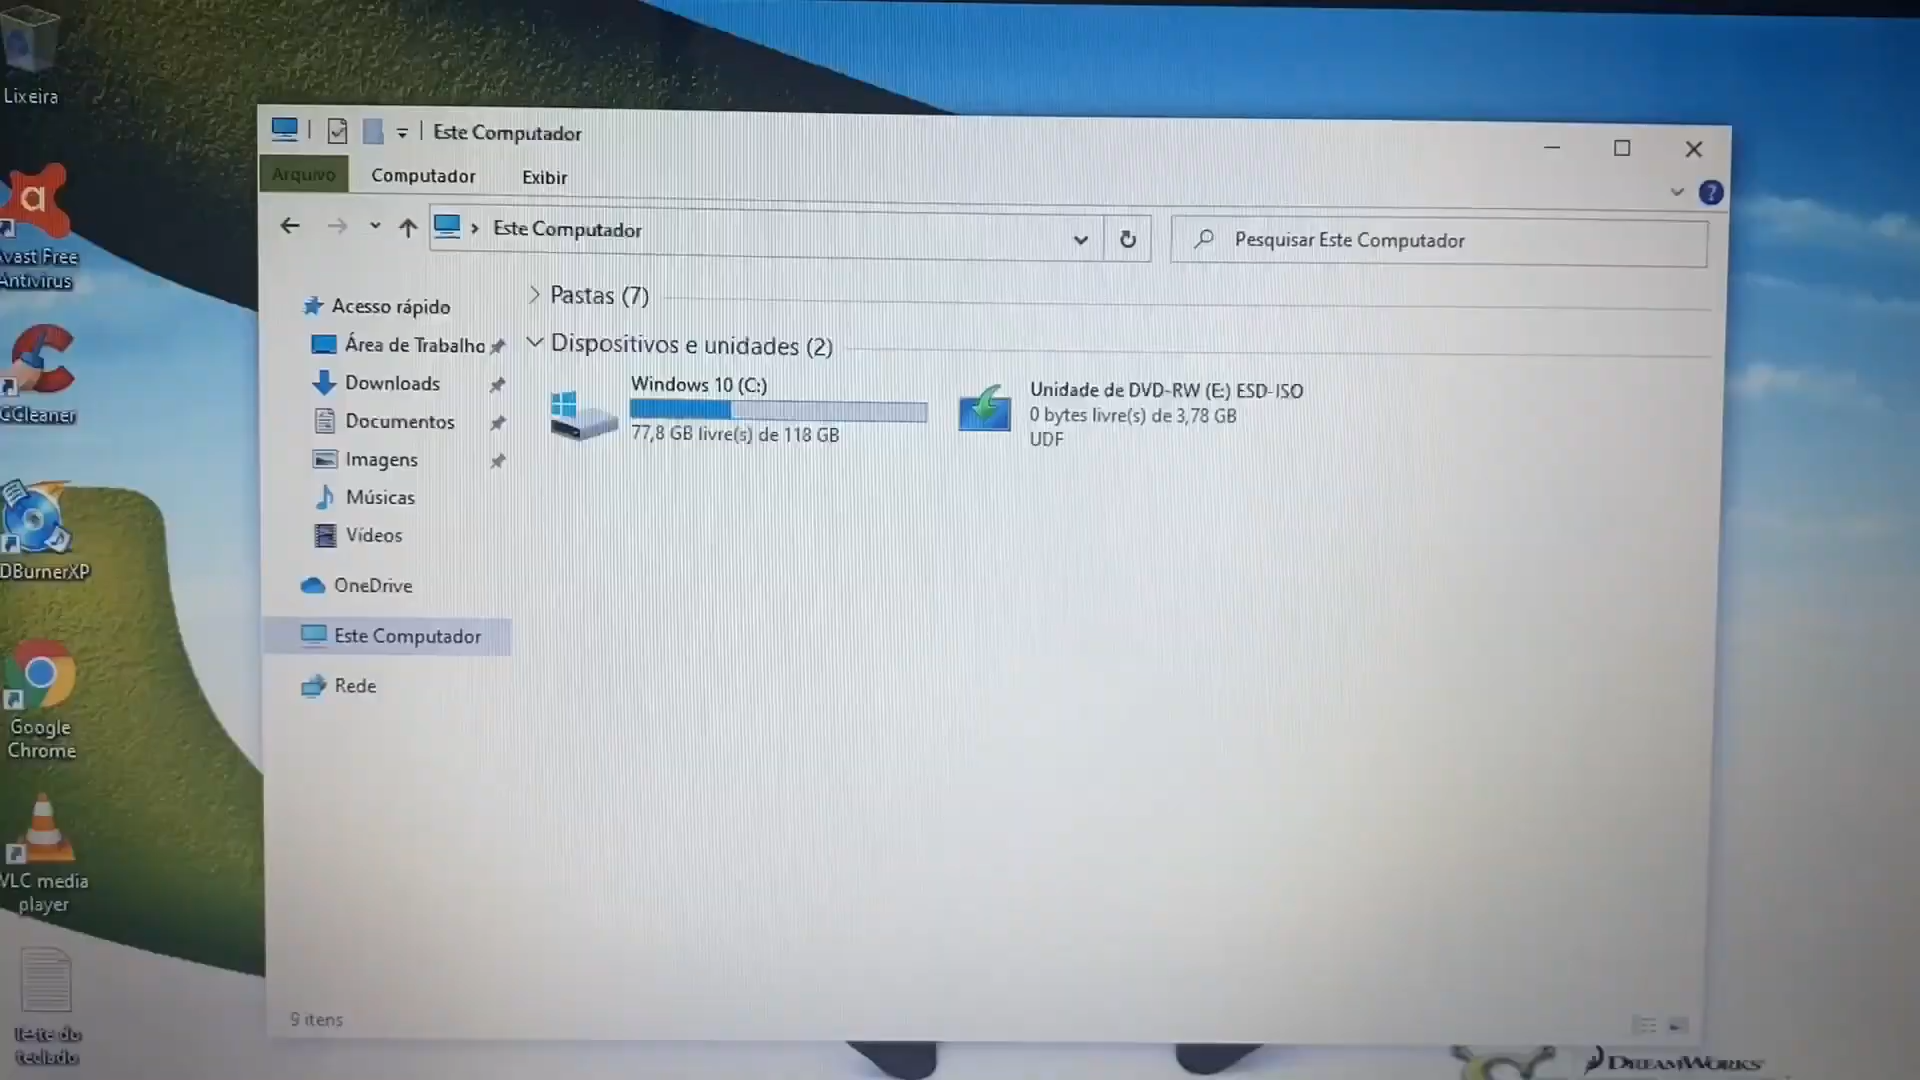 Lixeira
Avast Free
Antivirus
CCleaner
DBurnerXP
Google
Chrome
VLC media
player
Teste do
teclado
Este Computador
Arquivo
Computador
Exibir
Este Computador
Pesquisar Este Computador
Acesso rápido
Área de Trabalho
Downloads
Documentos
Imagens
Músicas
Vídeos
OneDrive
Este Computador
Rede
Pastas (7)
Dispositivos e unidades (2)
Windows 10 (C:)
77,8 GB livre(s) de 118 GB
Unidade de DVD-RW (E:) ESD-ISO
0 bytes livre(s) de 3,78 GB
UDF
9 itens
DREAMWORKS